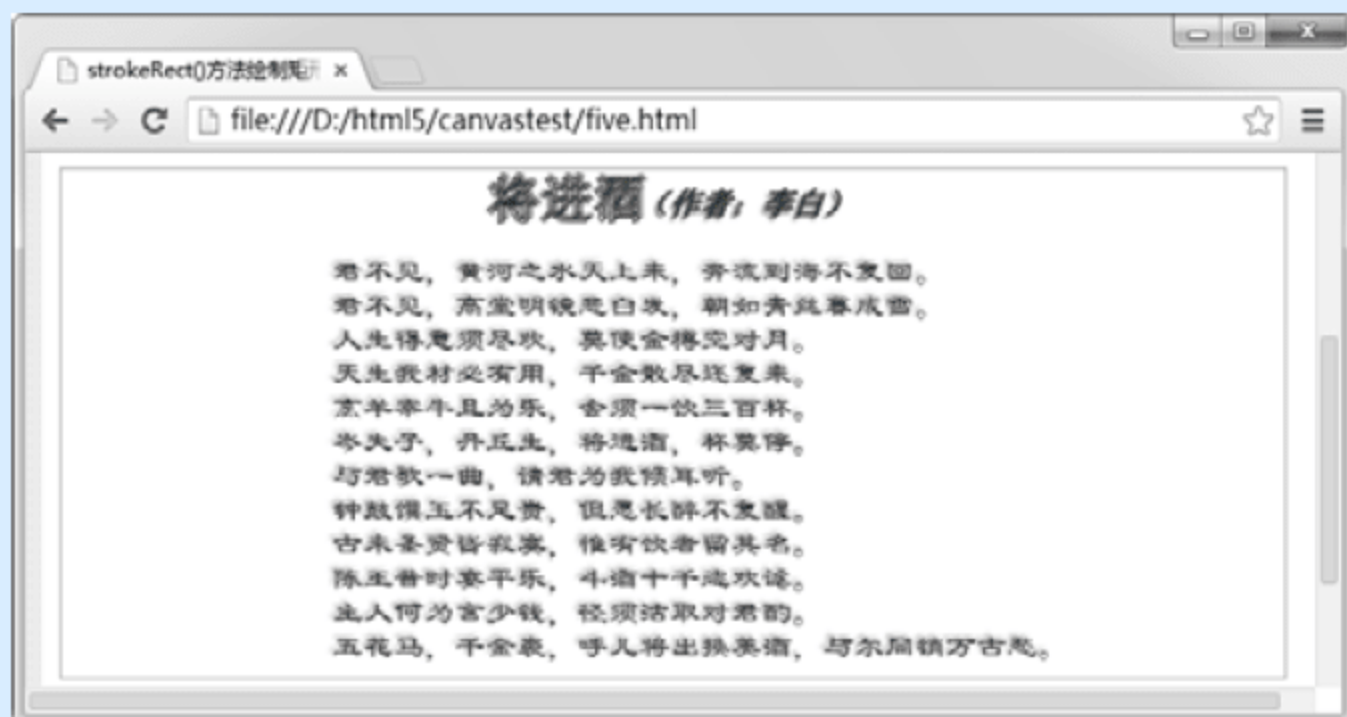 strokeRect()方法绘制矩形
file:///D:/html5/canvastest/five.html
将进酒（作者：李白）
君不见，黄河之水天上来，奔流到海不复回。
君不见，高堂明镜悲白发，朝如青丝暮成雪。
人生得意须尽欢，莫使金樽空对月。
天生我材必有用，千金散尽还复来。
烹羊宰牛且为乐，会须一饮三百杯。
岑夫子，丹丘生，将进酒，杯莫停。
与君歌一曲，请君为我倾耳听。
钟鼓馔玉不足贵，但愿长醉不复醒。
古来圣贤皆寂寞，惟有饮者留其名。
陈王昔时宴平乐，斗酒十千恣欢谑。
主人何为言少钱，径须沽取对君酌。
五花马，千金裘，呼儿将出换美酒，与尔同销万古愁。